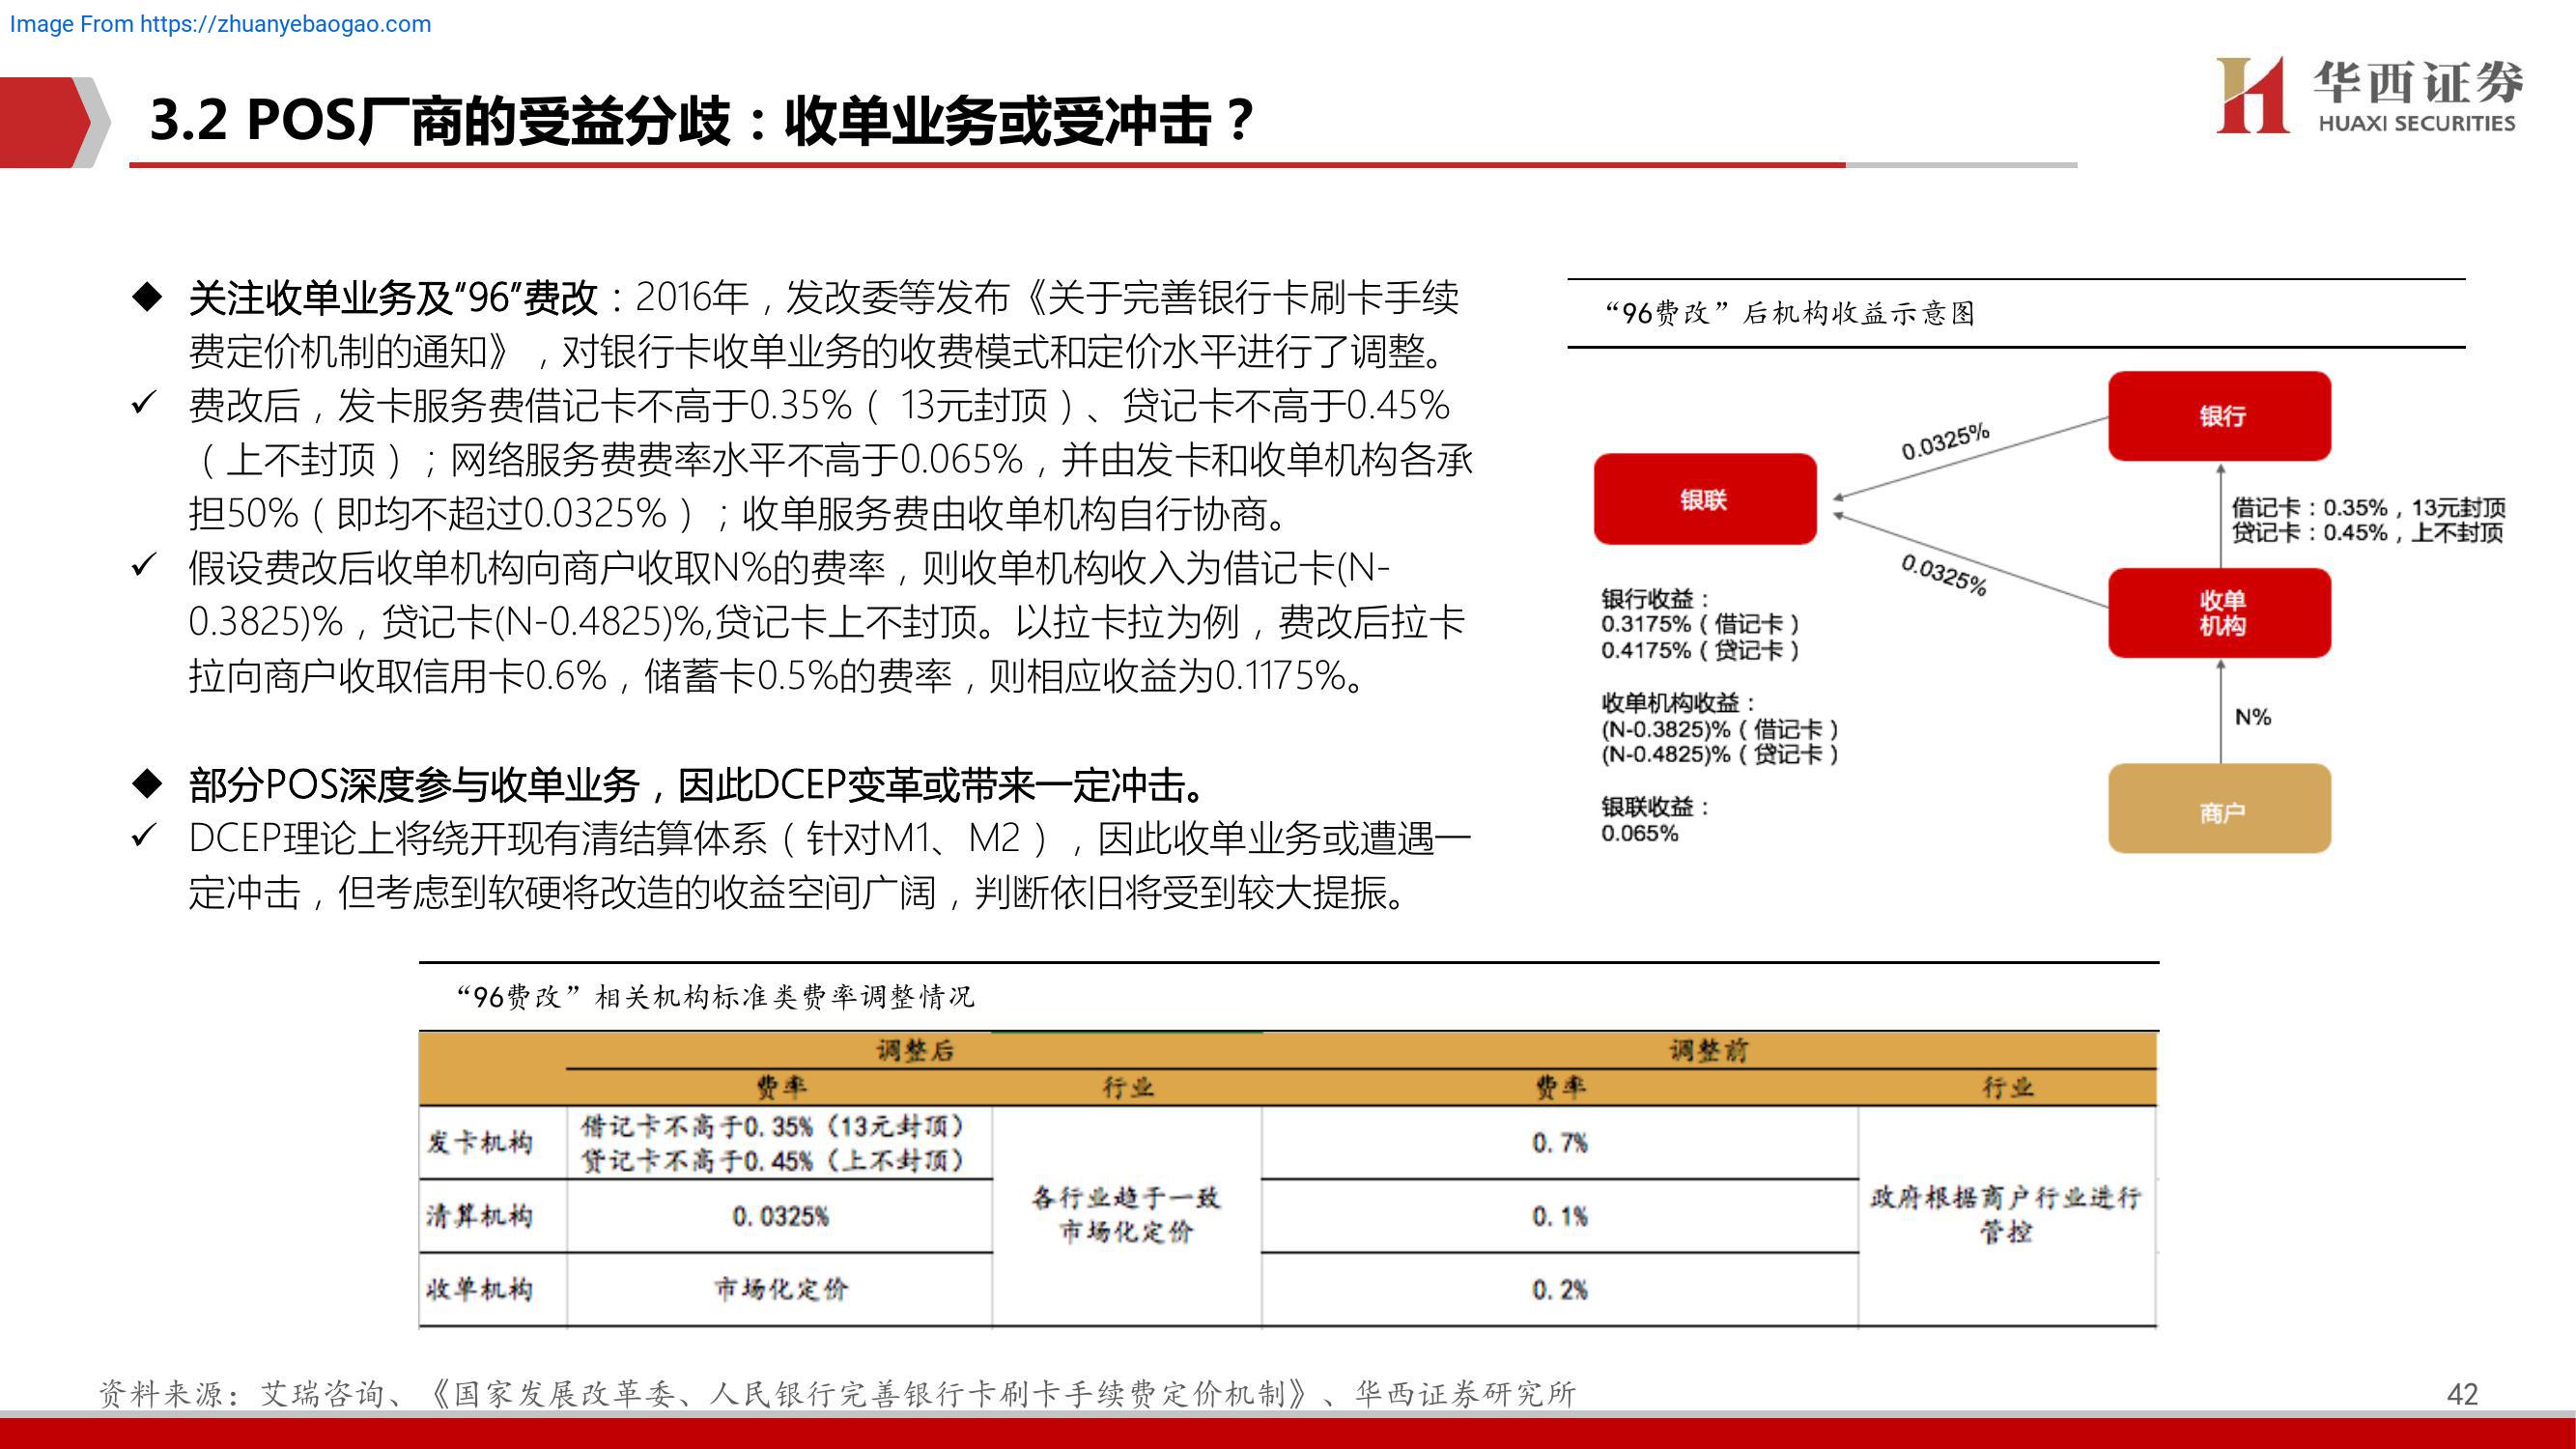 Image From https://zhuanyebaogao.com
华西证券
HUAXI SECURITIES
3.2 POS厂商的受益分歧：收单业务或受冲击？
◆ 关注收单业务及“96”费改：2016年，发改委等发布《关于完善银行卡刷卡手续
费定价机制的通知》，对银行卡收单业务的收费模式和定价水平进行了调整。
✓ 费改后，发卡服务费借记卡不高于0.35%（ 13元封顶）、贷记卡不高于0.45%
（上不封顶）；网络服务费费率水平不高于0.065%，并由发卡和收单机构各承
担50%（即均不超过0.0325%）；收单服务费由收单机构自行协商。
✓ 假设费改后收单机构向商户收取N%的费率，则收单机构收入为借记卡(N-
0.3825)%，贷记卡(N-0.4825)%,贷记卡上不封顶。以拉卡拉为例，费改后拉卡
拉向商户收取信用卡0.6%，储蓄卡0.5%的费率，则相应收益为0.1175%。
◆ 部分POS深度参与收单业务，因此DCEP变革或带来一定冲击。
✓ DCEP理论上将绕开现有清结算体系（针对M1、M2），因此收单业务或遭遇一
定冲击，但考虑到软硬将改造的收益空间广阔，判断依旧将受到较大提振。
“96费改”后机构收益示意图
银行
0.0325%
银联
借记卡：0.35%，13元封顶
贷记卡：0.45%，上不封顶
0.0325%
收单
机构
银行收益：
0.3175%（借记卡）
0.4175%（贷记卡）
收单机构收益：
(N-0.3825)%（借记卡）
(N-0.4825)%（贷记卡）
N%
银联收益：
0.065%
商户
“96费改”相关机构标准类费率调整情况
调整后 调整前
费率 行业 费率 行业
发卡机构 借记卡不高于0.35%（13元封顶）
贷记卡不高于0.45%（上不封顶） 0.7%
清算机构 0.0325% 各行业趋于一致
市场化定价 0.1% 政府根据商户行业进行
管控
收单机构 市场化定价 0.2%
资料来源：艾瑞咨询、《国家发展改革委、人民银行完善银行卡刷卡手续费定价机制》、华西证券研究所
42